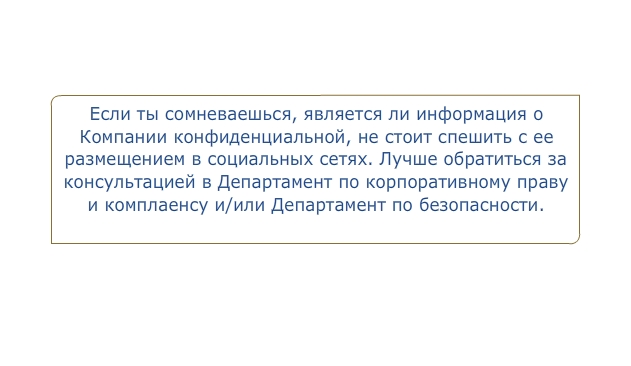 Если ты сомневаешься, является ли информация о
Компании конфиденциальной, не стоит спешить с ее
размещением в социальных сетях. Лучше обратиться за
консультацией в Департамент по корпоративному праву
и комплаенсу и/или Департамент по безопасности.